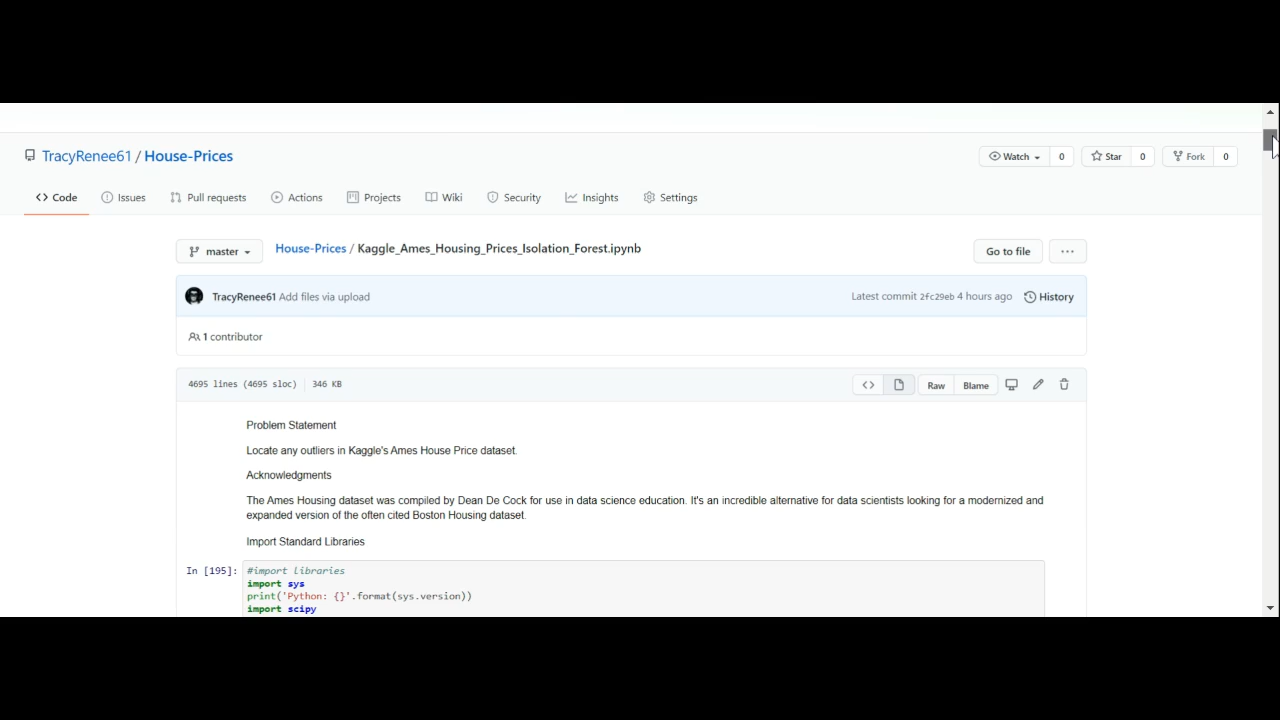 TracyRenee61 / House-Prices
Watch 0 Star 0 Fork 0
Code Issues Pull requests Actions Projects Wiki Security Insights Settings
master House-Prices / Kaggle_Ames_Housing_Prices_Isolation_Forest.ipynb Go to file ...
TracyRenee61 Add files via upload Latest commit 2fc29eb 4 hours ago History
1 contributor
4695 lines (4695 sloc) 346 KB <> Raw Blame
Problem Statement
Locate any outliers in Kaggle's Ames House Price dataset.
Acknowledgments
The Ames Housing dataset was compiled by Dean De Cock for use in data science education. It's an incredible alternative for data scientists looking for a modernized and
expanded version of the often cited Boston Housing dataset.
Import Standard Libraries
In [195]: #import libraries
import sys
print('Python: {}'.format(sys.version))
import scipy